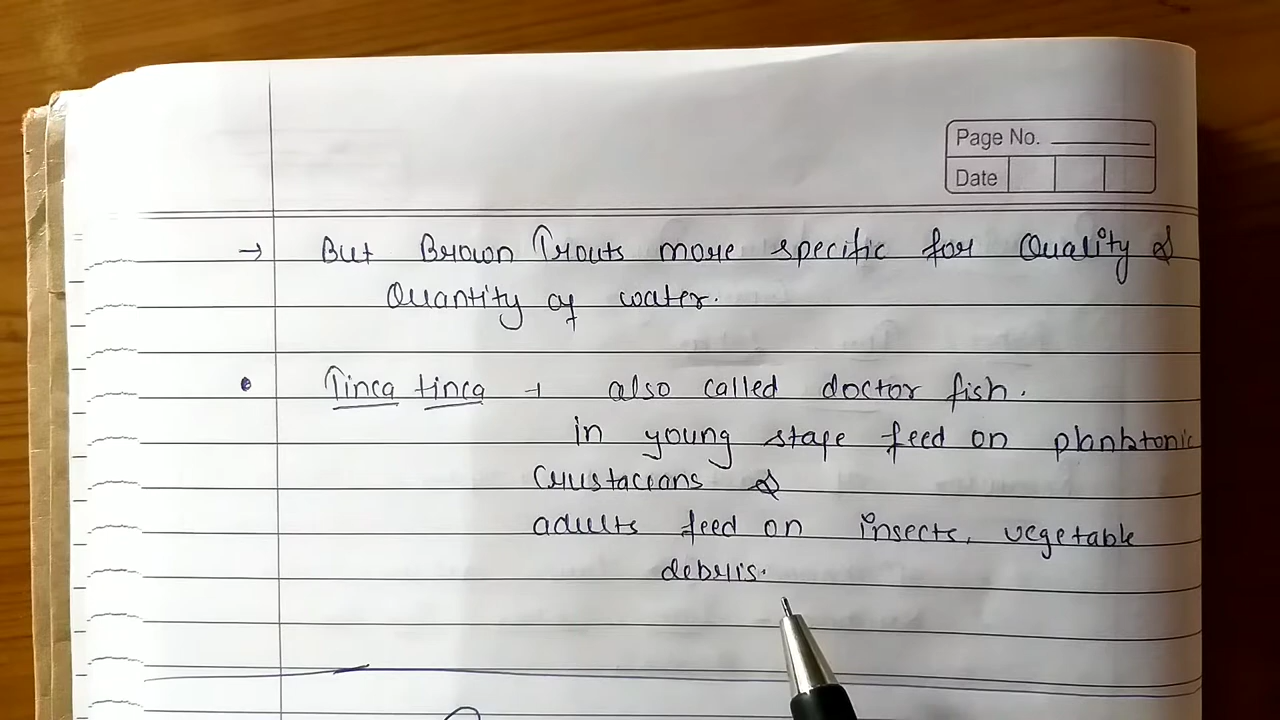 Page No.
Date
→ But Brown Trouts more specific for Quality &
Quantity of water.
• Tinca tinca → also called doctor fish.
in young stage feed on planktonic
Crustaceans &
adults feed on insects, vegetable
debris.